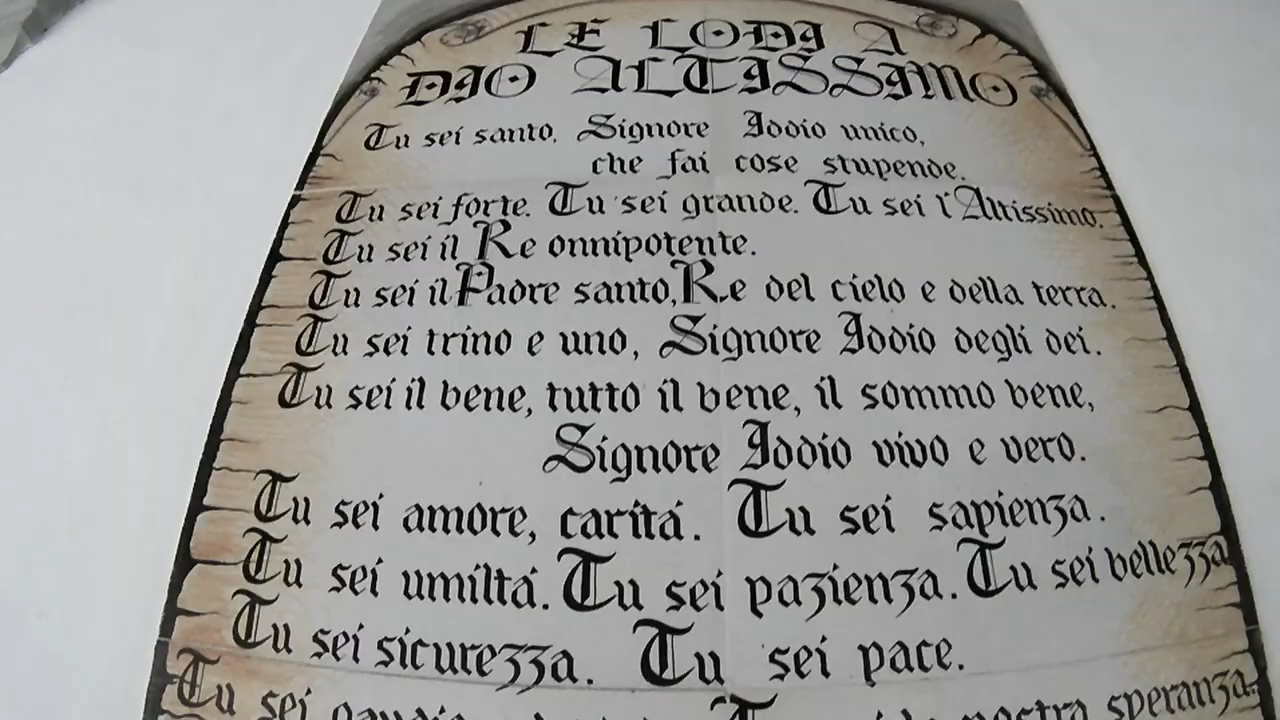 LE LODI A
DIO ALTISSIMO
Tu sei santo, Signore Iddio unico,
che fai cose stupende.
Tu sei forte. Tu sei grande. Tu sei l'Altissimo.
Tu sei il Re onnipotente.
Tu sei il Padre santo, Re del cielo e della terra.
Tu sei trino e uno, Signore Iddio degli dei.
Tu sei il bene, tutto il bene, il sommo bene,
Signore Iddio vivo e vero.
Tu sei amore, caritá. Tu sei sapienza.
Tu sei umiltá. Tu sei pazienza. Tu sei bellezza
Tu sei sicurezza. Tu sei pace.
Tu sei nostra speranza.